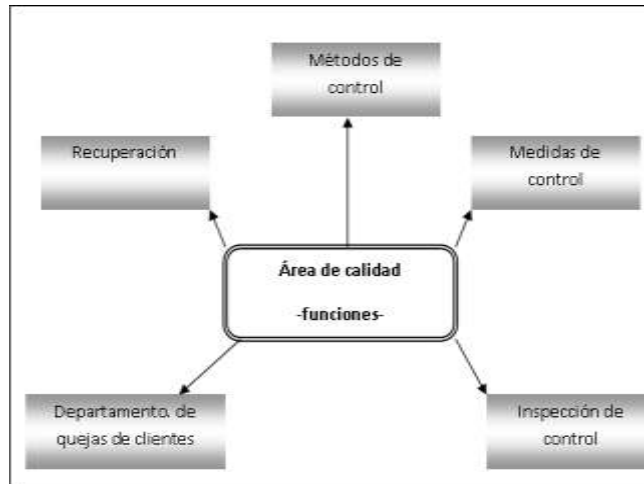 Métodos de
control
Recuperación
Medidas de
control
Área de calidad
-funciones-
Departamento. de
quejas de clientes
Inspección de
control